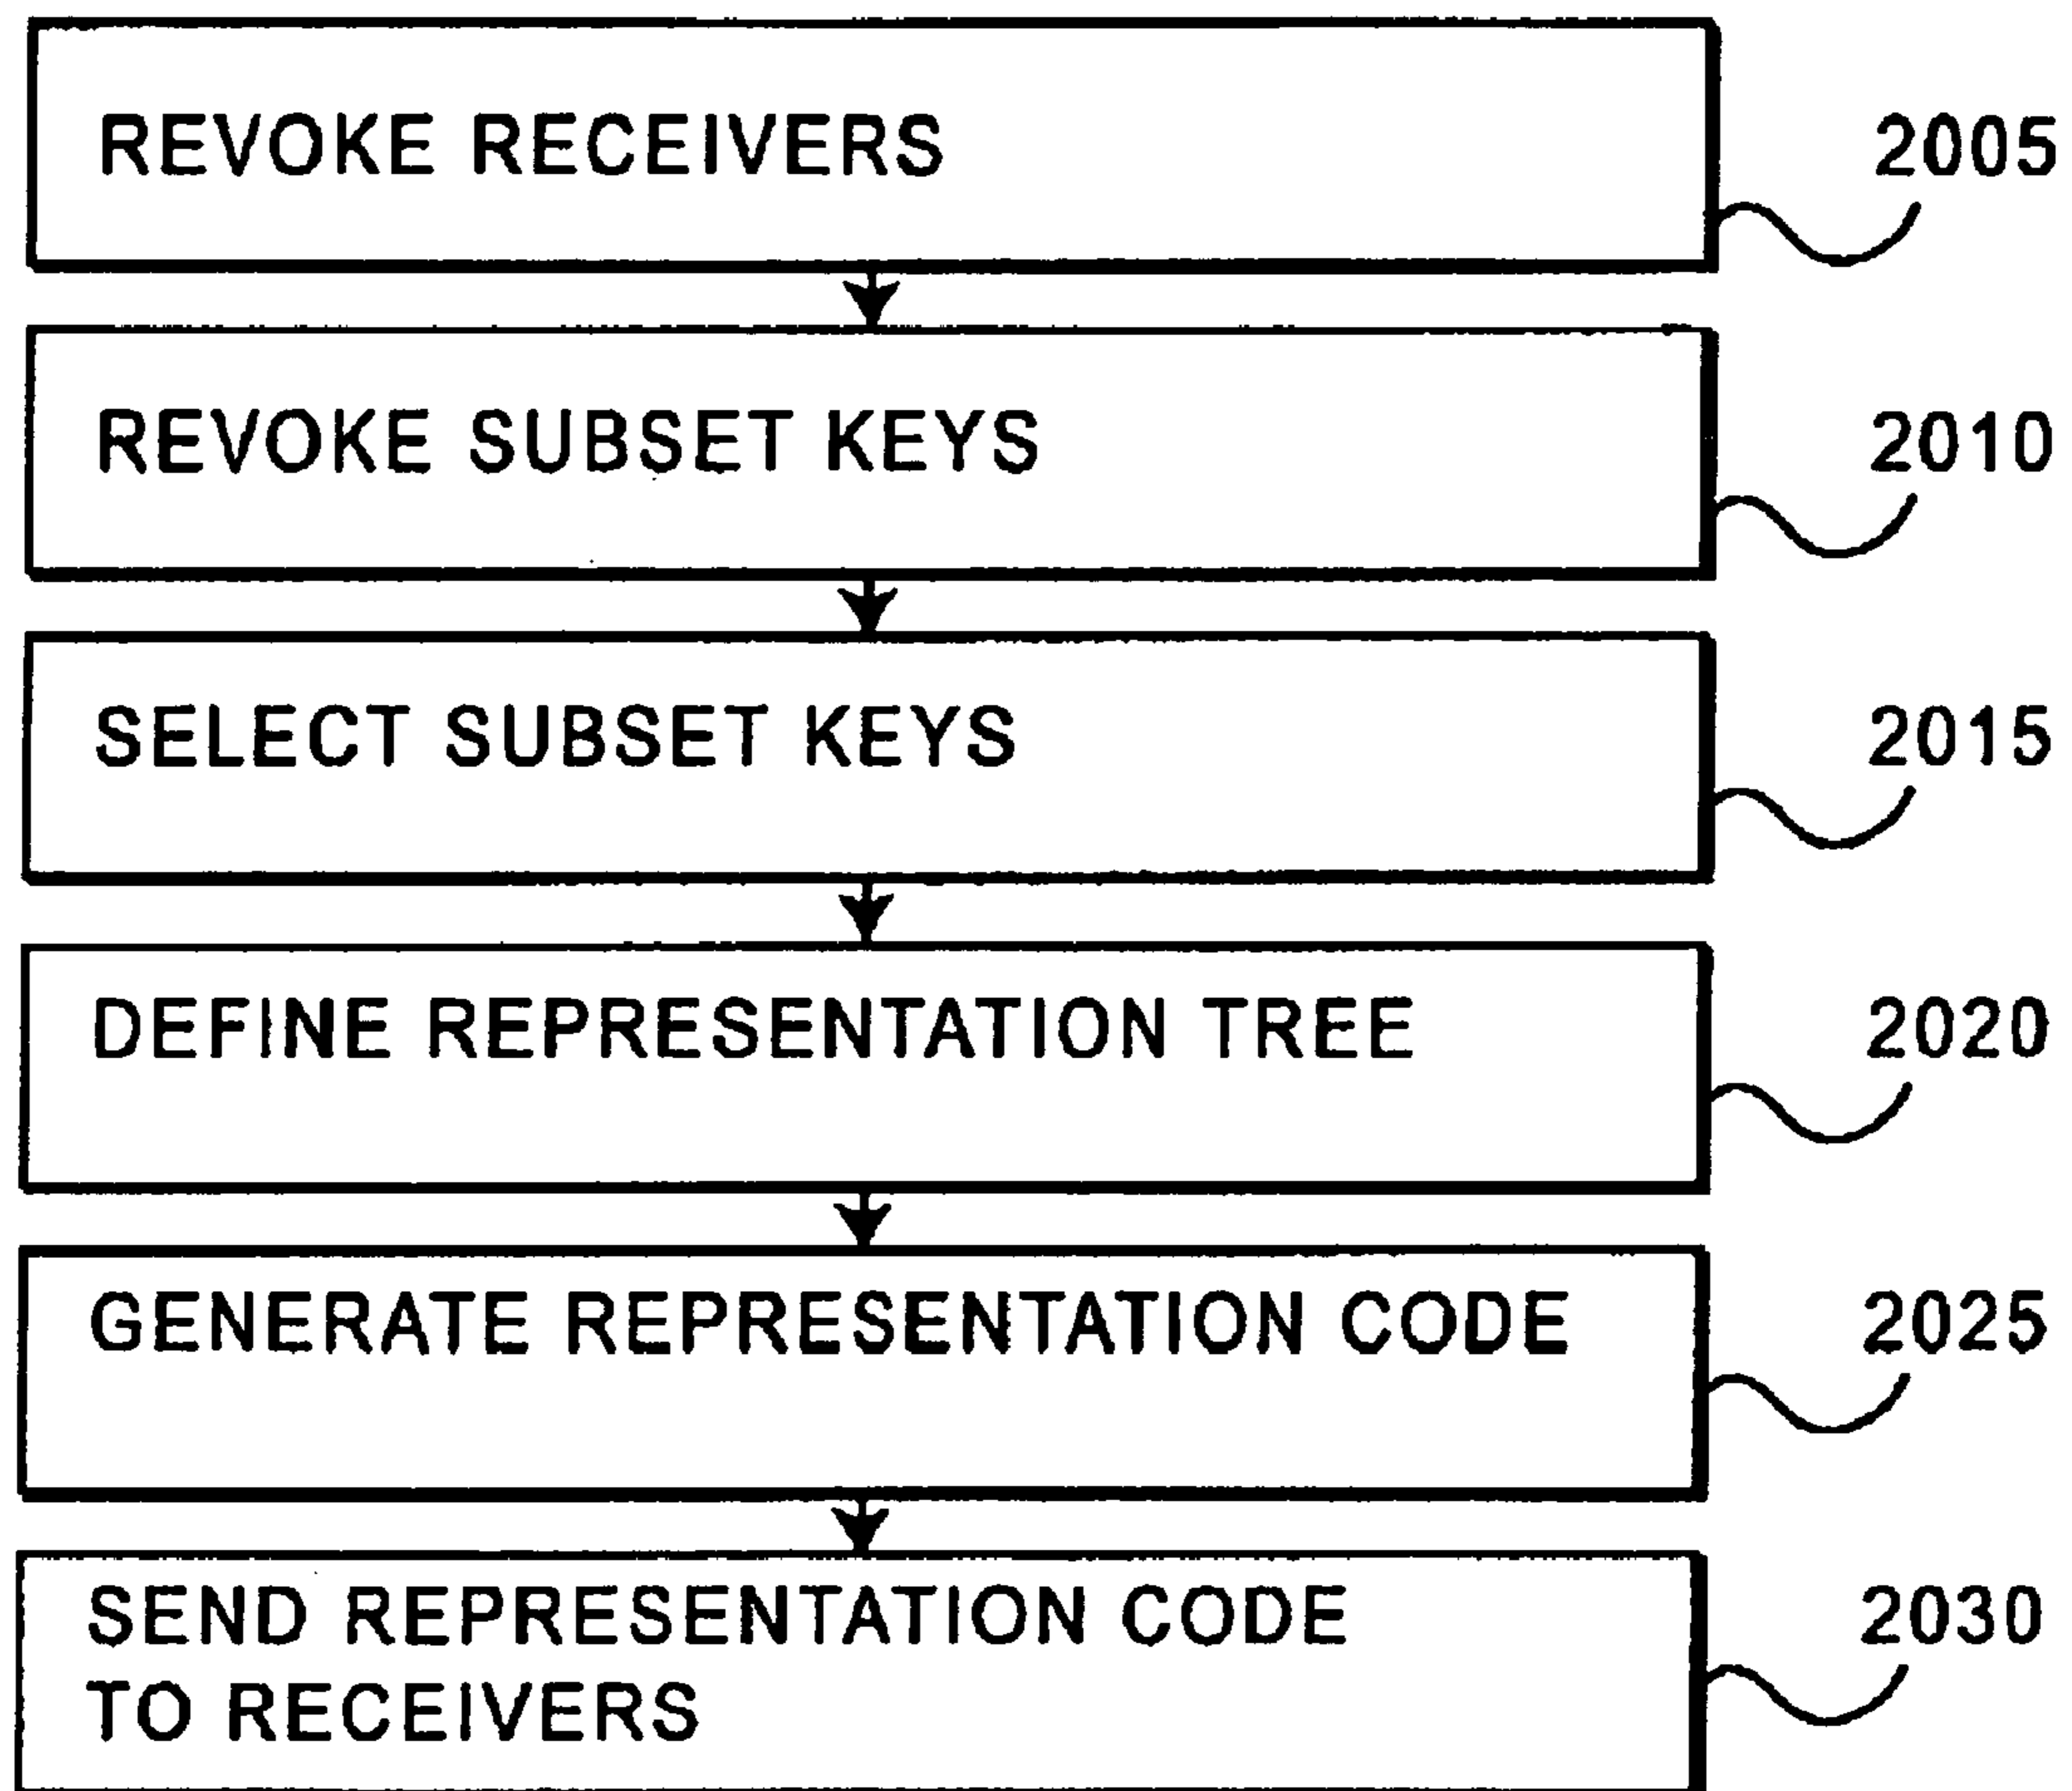 REVOKE RECEIVERS
2005
REVOKE SUBSET KEYS
2010
SELECT SUBSET KEYS
2015
DEFINE REPRESENTATION TREE
2020
GENERATE REPRESENTATION CODE
2025
SEND REPRESENTATION CODE
TO RECEIVERS
2030